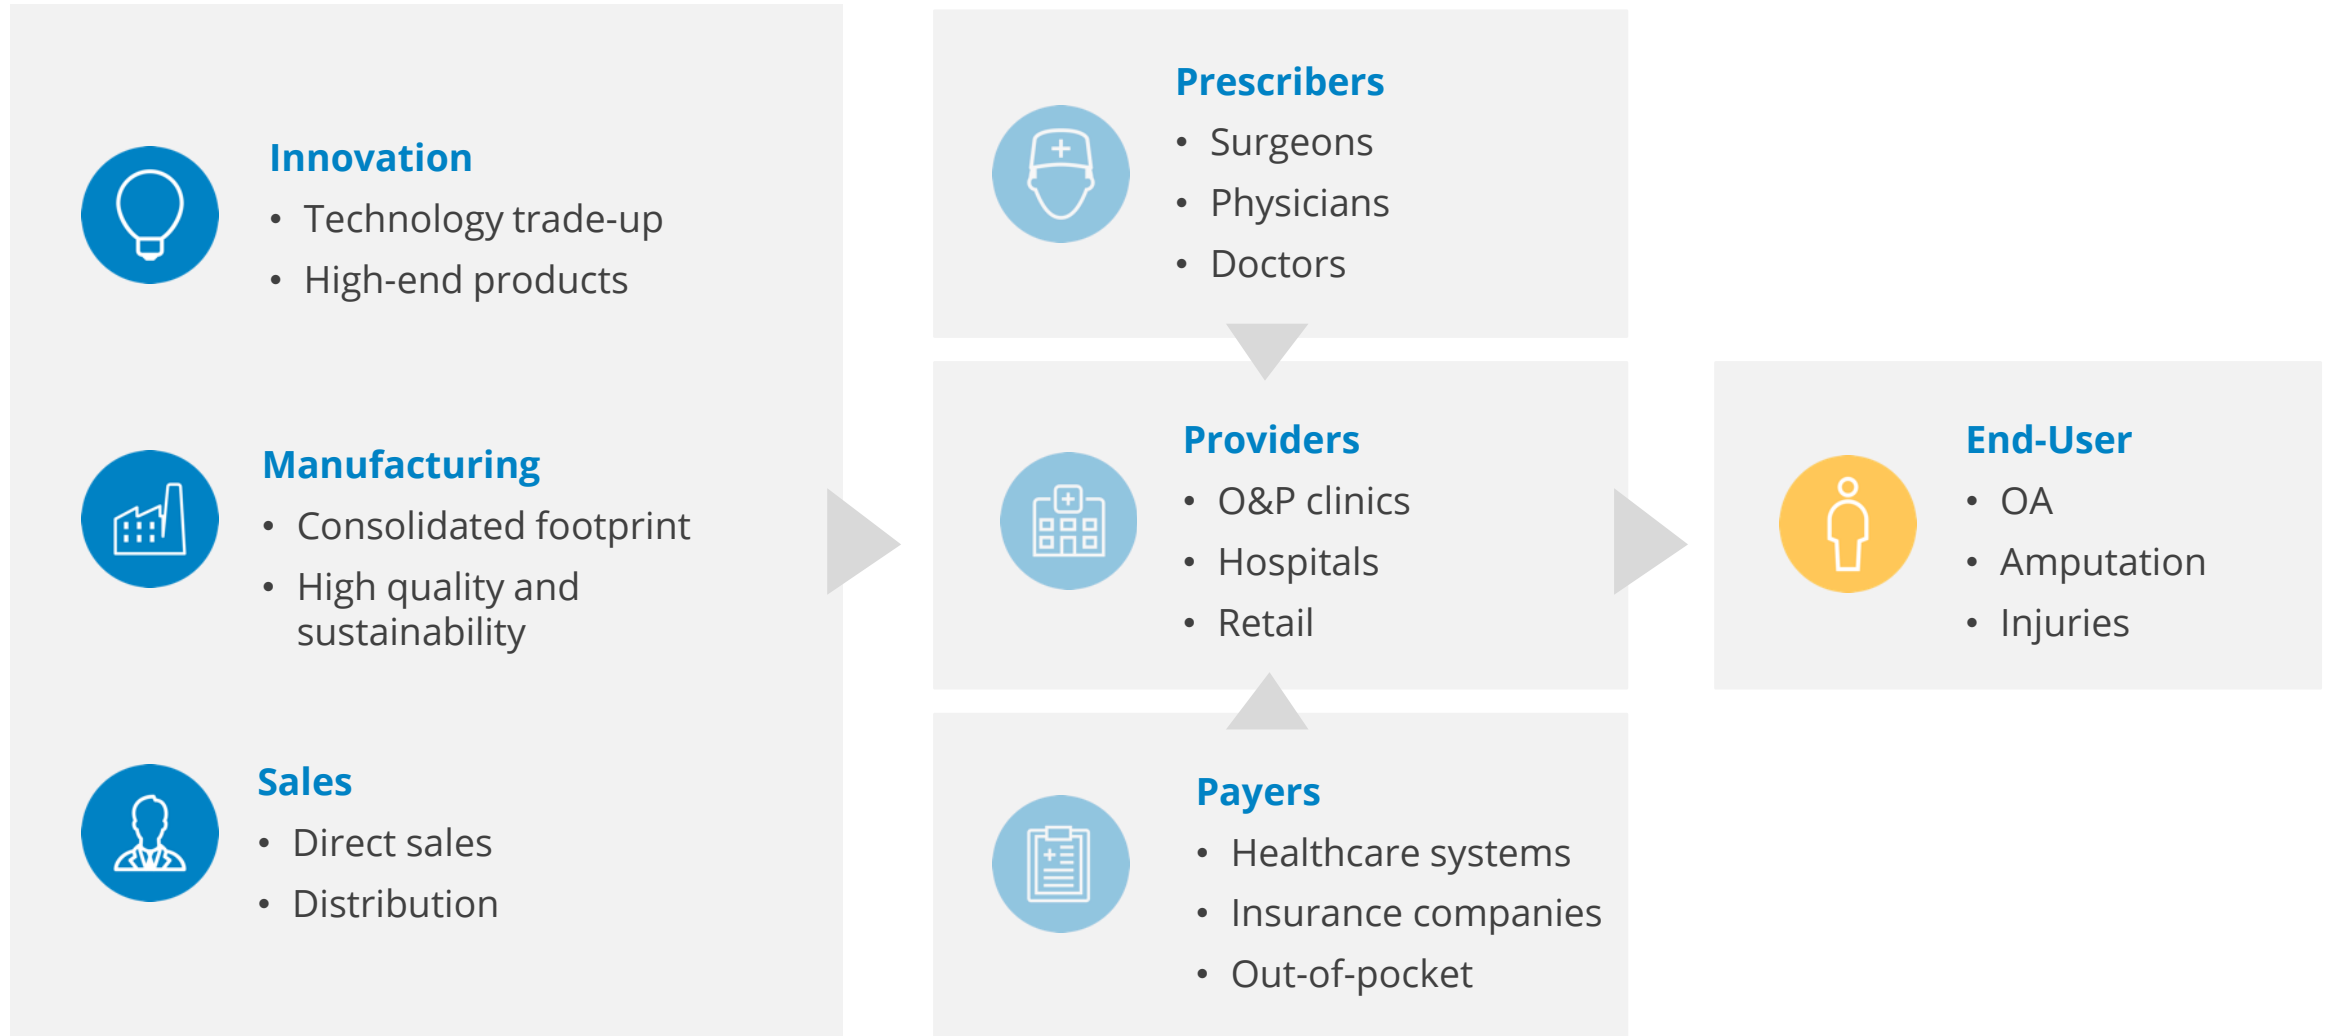 Innovation
• Technology trade-up
• High-end products
Manufacturing
• Consolidated footprint
• High quality and
sustainability
Sales
• Direct sales
• Distribution
Prescribers
• Surgeons
• Physicians
• Doctors
Providers
• O&P clinics
• Hospitals
• Retail
Payers
• Healthcare systems
• Insurance companies
• Out-of-pocket
End-User
• OA
• Amputation
• Injuries